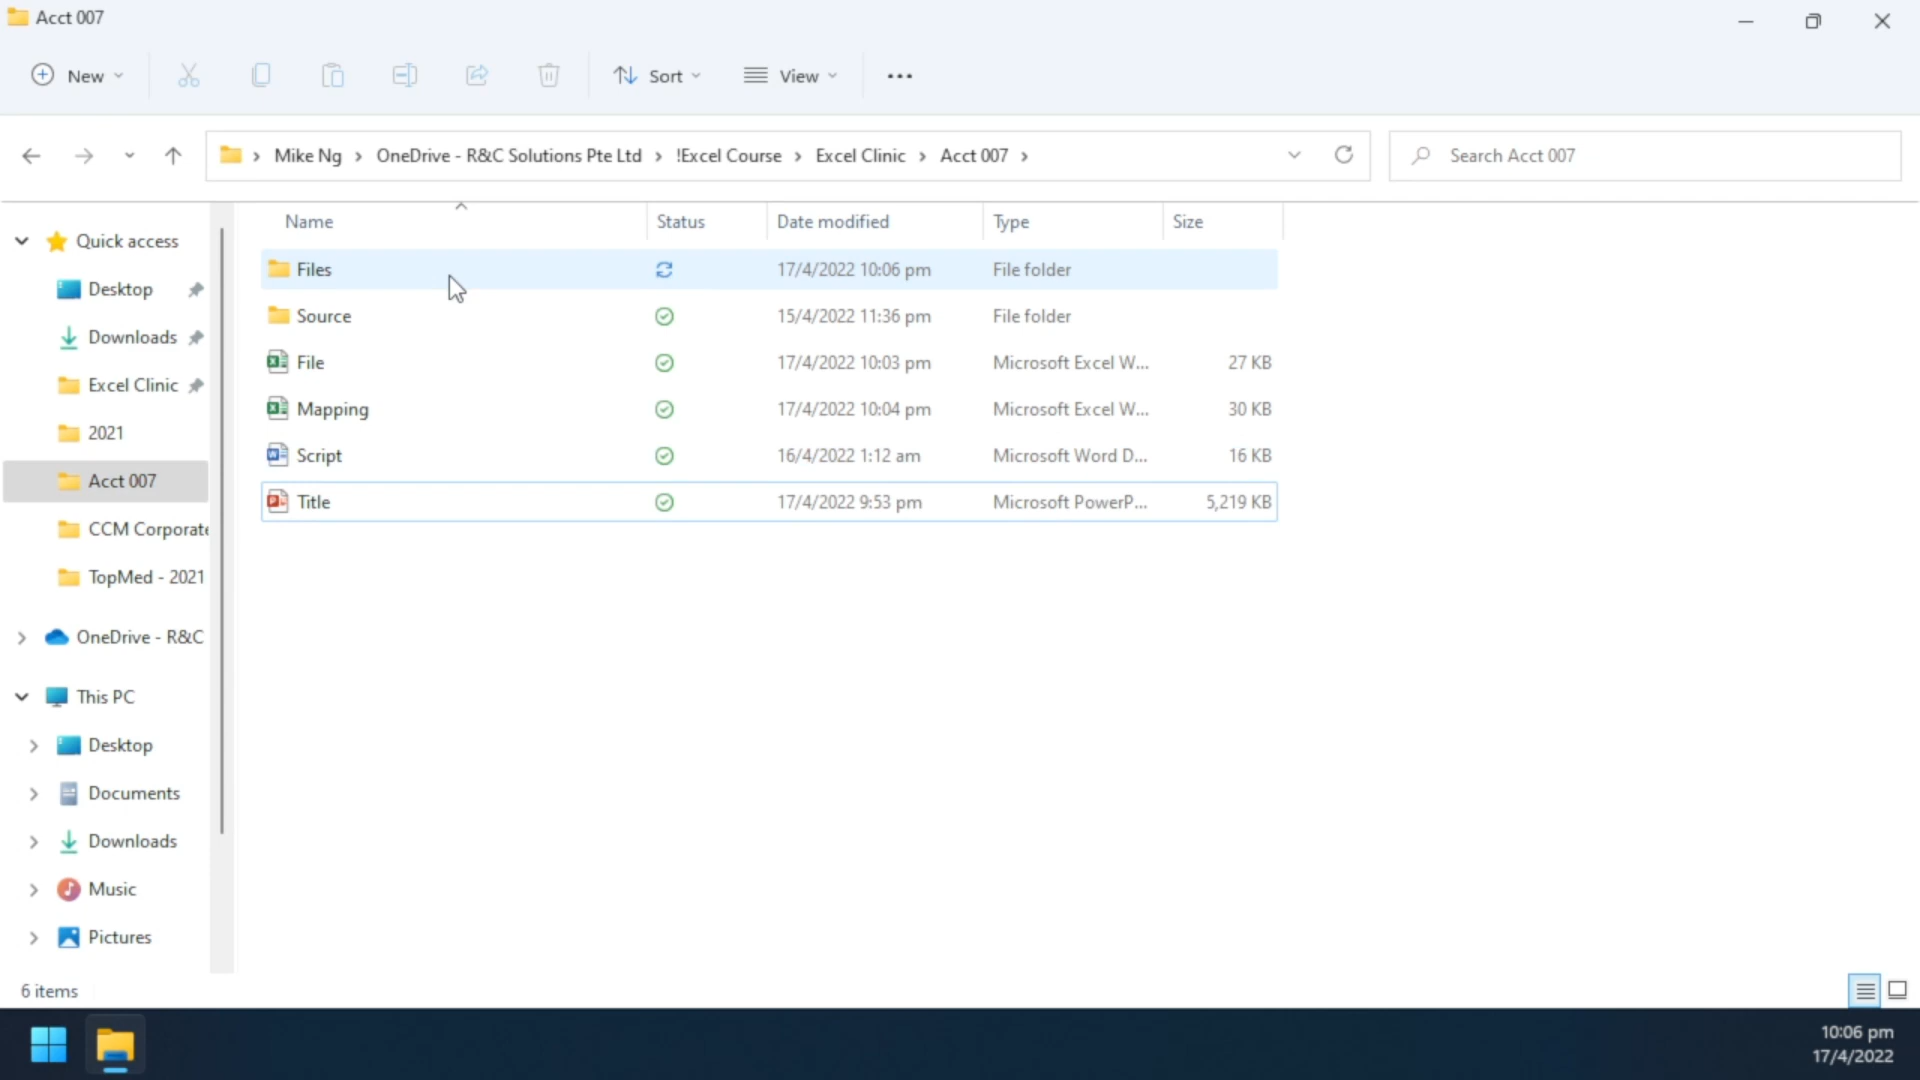 Acct 007
New
Sort
View
Mike Ng > OneDrive - R&C Solutions Pte Ltd > !Excel Course > Excel Clinic > Acct 007 >
Search Acct 007
Name Status Date modified Type Size
Files 17/4/2022 10:06 pm File folder
Source 15/4/2022 11:36 pm File folder
File 17/4/2022 10:03 pm Microsoft Excel W... 27 KB
Mapping 17/4/2022 10:04 pm Microsoft Excel W... 30 KB
Script 16/4/2022 1:12 am Microsoft Word D... 16 KB
Title 17/4/2022 9:53 pm Microsoft PowerP... 5,219 KB
Quick access
Desktop
Downloads
Excel Clinic
2021
Acct 007
CCM Corporate
TopMed - 2021
OneDrive - R&C
This PC
Desktop
Documents
Downloads
Music
Pictures
6 items
10:06 pm
17/4/2022